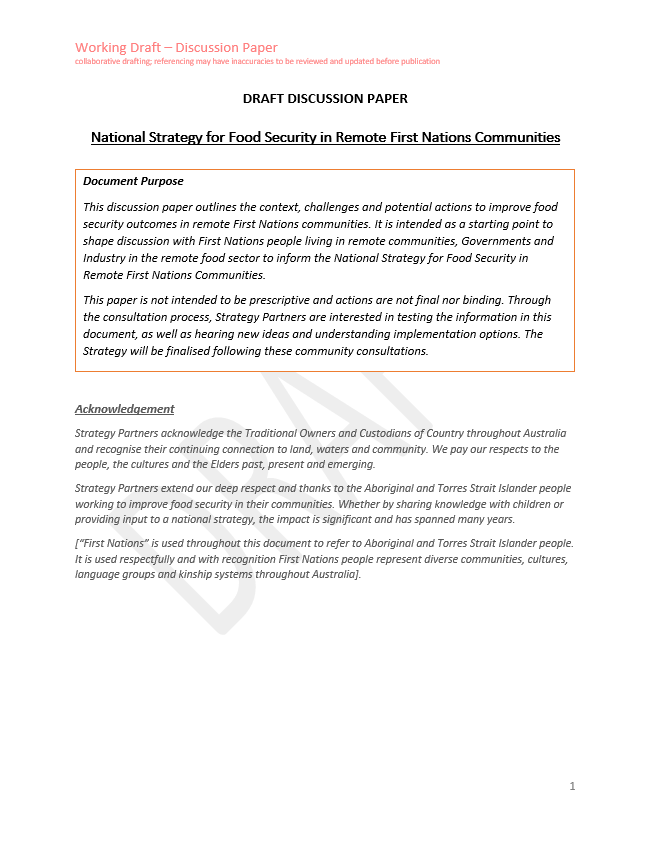 Working Draft – Discussion Paper
collaborative drafting; referencing may have inaccuracies to be reviewed and updated before publication
DRAFT DISCUSSION PAPER
National Strategy for Food Security in Remote First Nations Communities
Document Purpose
This discussion paper outlines the context, challenges and potential actions to improve food
security outcomes in remote First Nations communities. It is intended as a starting point to
shape discussion with First Nations people living in remote communities, Governments and
Industry in the remote food sector to inform the National Strategy for Food Security in
Remote First Nations Communities.
This paper is not intended to be prescriptive and actions are not final nor binding. Through
the consultation process, Strategy Partners are interested in testing the information in this
document, as well as hearing new ideas and understanding implementation options. The
Strategy will be finalised following these community consultations.
Acknowledgement
Strategy Partners acknowledge the Traditional Owners and Custodians of Country throughout Australia
and recognise their continuing connection to land, waters and community. We pay our respects to the
people, the cultures and the Elders past, present and emerging.
Strategy Partners extend our deep respect and thanks to the Aboriginal and Torres Strait Islander people
working to improve food security in their communities. Whether by sharing knowledge with children or
providing input to a national strategy, the impact is significant and has spanned many years.
[“First Nations” is used throughout this document to refer to Aboriginal and Torres Strait Islander people.
It is used respectfully and with recognition First Nations people represent diverse communities, cultures,
language groups and kinship systems throughout Australia].
DRAF
1